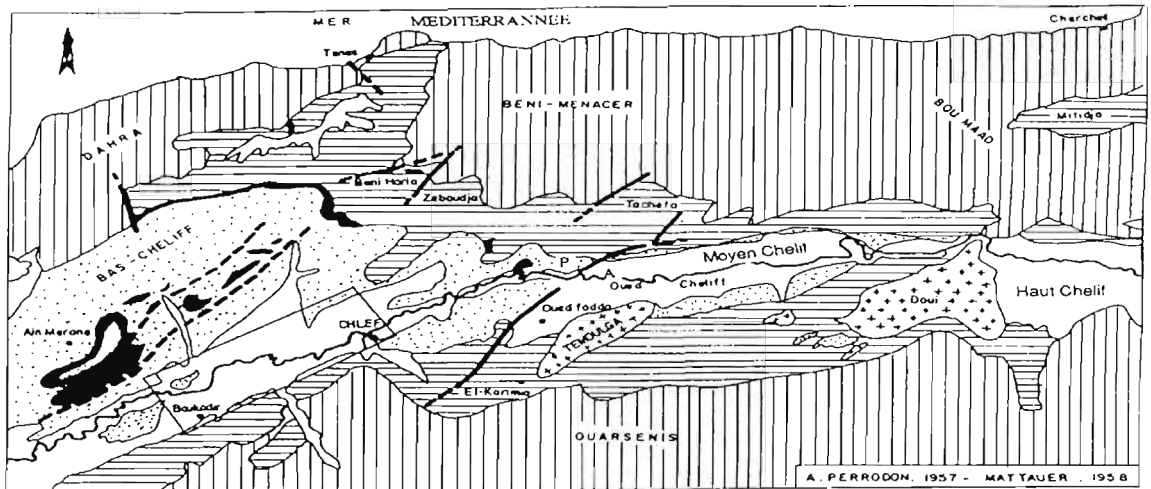 MER MEDITERRANNEE
Cherchel
Tenes
BENI-MENACER
BOU MAAD
Mitidja
DAHRA
A
Beni Haria
Zeboudja
Tacheta
BAS-CHELIFF
P
Moyen Chelif
A
Oued Cheliff
Haut Chelif
Doui
Oued fodda
CHLEF
TEMOULGA
Ain Merane
El-Karimia
Boukadir
OUARSENIS
A. PERRODON. 1957 - MATTAUER . 1958